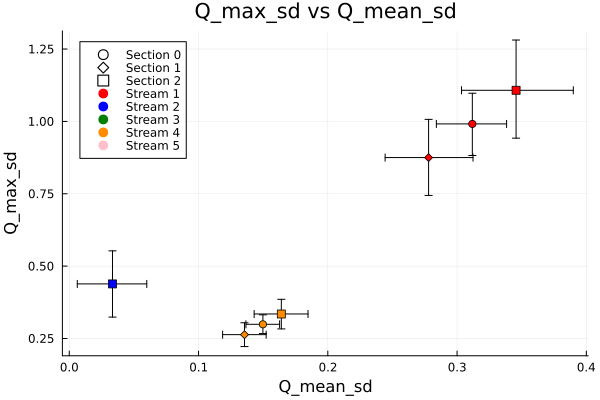 Q_max_sd vs Q_mean_sd
1.25
1.00
0.75
0.50
0.25
Q_max_sd
Section 0
Section 1
Section 2
Stream 1
Stream 2
Stream 3
Stream 4
Stream 5
0.0
0.1
0.2
0.3
0.4
Q_mean_sd